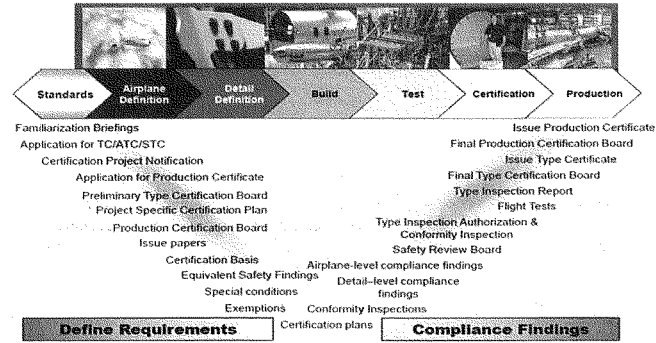 Standards
Airplane
Definition
Detail
Definition
Build
Test
Certification
Production
Familiarization Briefings
Application for TC/ATC/STC
Certification Project Notification
Application for Production Certificate
Preliminary Type Certification Board
Project Specific Certification Plan
Production Certification Board
Issue papers
Certification Basis
Equivalent Safety Findings
Special conditions
Exemptions
Certification plans
Conformity Inspections
Detail–level compliance
findings
Airplane-level compliance findings
Safety Review Board
Type Inspection Authorization &
Conformity Inspection
Flight Tests
Type Inspection Report
Final Type Certification Board
Issue Type Certificate
Final Production Certification Board
Issue Production Certificate
Define Requirements
Compliance Findings